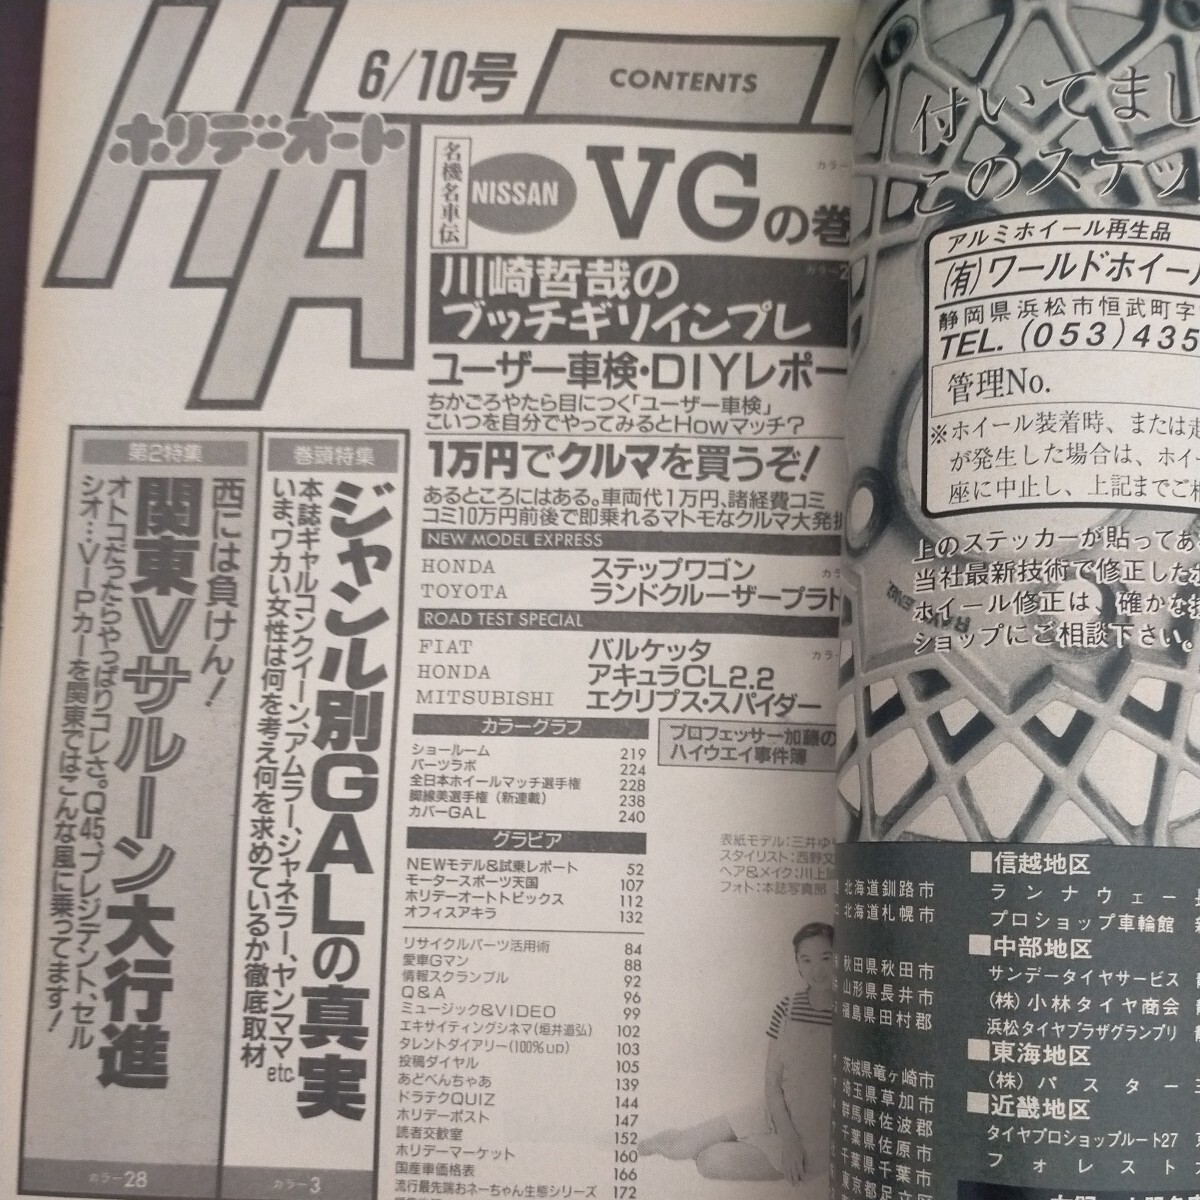 6/10号
CONTENTS
HA
ホリデーオート
名機名車伝
NISSAN
VGの巻
川崎哲哉の
ブッチギリインプレ
ユーザー車検・DIYレポー
ちかごろやたら目につく「ユーザー車検」
こいつを自分でやってみるとHowマッチ?
1万円でクルマを買うぞ!
あるところにはある。車両代1万円、諸経費コミ
コミ10万円前後で即乗れるマトモなクルマ大発掘
NEW MODEL EXPRESS
HONDA ステップワゴン
TOYOTA ランドクルーザープラド
ROAD TEST SPECIAL
FIAT バルケッタ
HONDA アキュラCL2.2
MITSUBISHI エクリプス・スパイダー
巻頭特集
ジャンル別GALの真実
本誌ギャルコンクイーン、アムラー、シャネラー、ヤンママetc
いま、ワカい女性は何を考え何を求めているか徹底取材
カラー3
第2特集
西には負けん!
関東Vサルーン大行進
オトコだったらやっぱりコレさ。Q45、プレジデント、セル
シオ…V-Pカーを関東ではこんな風に乗ってます!
カラー28
カラーグラフ
ショールーム 219
パーツラボ 224
全日本ホイールマッチ選手権 228
脚線美選手権(新連載) 238
カバーGAL 240
プロフェッサー加藤の
ハイウエイ事件簿
グラビア
NEWモデル&試乗レポート 52
モータースポーツ天国 107
ホリデーオートトピックス 112
オフィスアキラ 132
リサイクルパーツ活用術 84
愛車Gマン 88
情報スクランブル 92
Q&A 96
ミュージック&VIDEO 99
エキサイティングシネマ(垣井道弘) 102
タレントダイアリー(100%up) 103
投稿ダイヤル 105
あどべんちゃあ 139
ドラテクQUIZ 144
ホリデーポスト 147
読者交歓室 152
ホリデーマーケット 160
国産車価格表 166
流行最先端おネーちゃん生態シリーズ 172
表紙モデル:三井ゆり
スタイリスト:西野文
ヘア&メイク:川上
フォト:本誌写真部
付いてまし
このステッ
アルミホイール再生品
(有)ワールドホイール
静岡県浜松市恒武町字
TEL.(053)435
管理No.
※ホイール装着時、または走
が発生した場合は、ホイー
座に中止し、上記までご相
上のステッカーが貼ってあ
当社最新技術で修正したホ
ホイール修正は、確かな技
ショップにご相談下さい。
北海道釧路市
北海道札幌市
秋田県秋田市
山形県長井市
福島県田村郡
茨城県竜ヶ崎市
埼玉県草加市
群馬県佐波郡
千葉県佐原市
千葉県千葉市
東京都足立区
■信越地区
ランナウェー
プロショップ車輪館
■中部地区
サンデータイヤサービス
(株)小林タイヤ商会
浜松タイヤプラザグランプリ
■東海地区
(株)パスター
■近畿地区
タイヤプロショップルート27
フォレスト